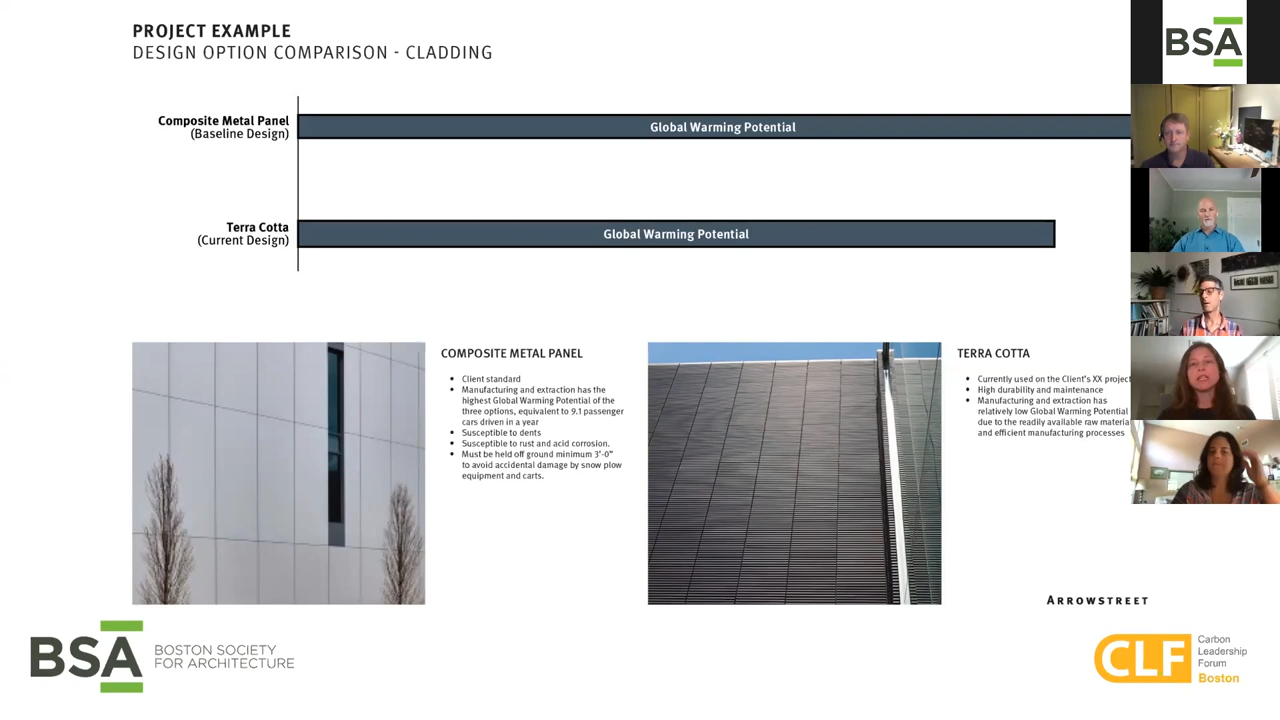 PROJECT EXAMPLE
DESIGN OPTION COMPARISON - CLADDING
BSA
Composite Metal Panel
(Baseline Design)
Global Warming Potential
Terra Cotta
(Current Design)
Global Warming Potential
COMPOSITE METAL PANEL
• Client standard
• Manufacturing and extraction has the
highest Global Warming Potential of the
three options, equivalent to 9.1 passenger
cars driven in a year
• Susceptible to dents
• Susceptible to rust and acid corrosion.
• Must be held off ground minimum 3'-0"
to avoid accidental damage by snow plow
equipment and carts.
TERRA COTTA
• Currently used on the Client's XX project
• High durability and maintenance
• Manufacturing and extraction has
relatively low Global Warming Potential
due to the readily available raw materia
and efficient manufacturing processes
ARROWSTREET
BSA
BOSTON SOCIETY
FOR ARCHITECTURE
CLF
Carbon
Leadership
Forum
Boston